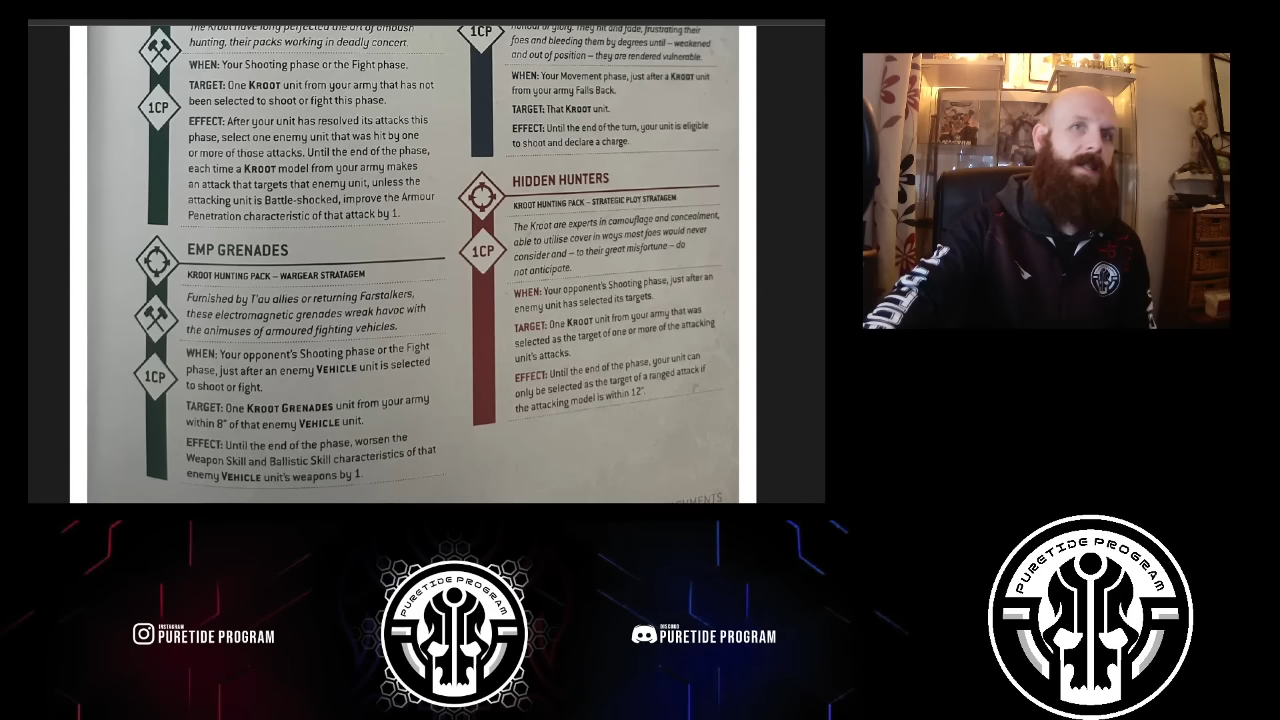 The Kroot have long perfected the art of ambush
hunting, their packs working in deadly concert.
WHEN: Your Shooting phase or the Fight phase.
TARGET: One KROOT unit from your army that has not
been selected to shoot or fight this phase.
1CP
EFFECT: After your unit has resolved its attacks this
phase, select one enemy unit that was hit by one
or more of those attacks. Until the end of the phase,
each time a KROOT model from your army makes
an attack that targets that enemy unit, unless the
attacking unit is Battle-shocked, improve the Armour
Penetration characteristic of that attack by 1.
EMP GRENADES
KROOT HUNTING PACK – WARGEAR STRATAGEM
Furnished by T'au allies or returning Farstalkers,
these electromagnetic grenades wreak havoc with
the animuses of armoured fighting vehicles.
WHEN: Your opponent's Shooting phase or the Fight
phase, just after an enemy VEHICLE unit is selected
to shoot or fight.
1CP
TARGET: One KROOT GRENADES unit from your army
within 8" of that enemy VEHICLE unit.
EFFECT: Until the end of the phase, worsen the
Weapon Skill and Ballistic Skill characteristics of that
enemy VEHICLE unit's weapons by 1.
1CP
honour or glory. They hit and fade, frustrating their
foes and bleeding them by degrees until – weakened
and out of position – they are rendered vulnerable.
WHEN: Your Movement phase, just after a KROOT unit
from your army Falls Back.
TARGET: That KROOT unit.
EFFECT: Until the end of the turn, your unit is eligible
to shoot and declare a charge.
HIDDEN HUNTERS
KROOT HUNTING PACK – STRATEGIC PLOY STRATAGEM
The Kroot are experts in camouflage and concealment,
able to utilise cover in ways most foes would never
consider and – to their great misfortune – do
not anticipate.
1CP
WHEN: Your opponent's Shooting phase, just after an
enemy unit has selected its targets.
TARGET: One KROOT unit from your army that was
selected as the target of one or more of the attacking
unit's attacks.
EFFECT: Until the end of the phase, your unit can
only be selected as the target of a ranged attack if
the attacking model is within 12".
INSTAGRAM
PURETIDE PROGRAM
PURETIDE PROGRAM
DISCORD
PURETIDE PROGRAM
PURETIDE PROGRAM